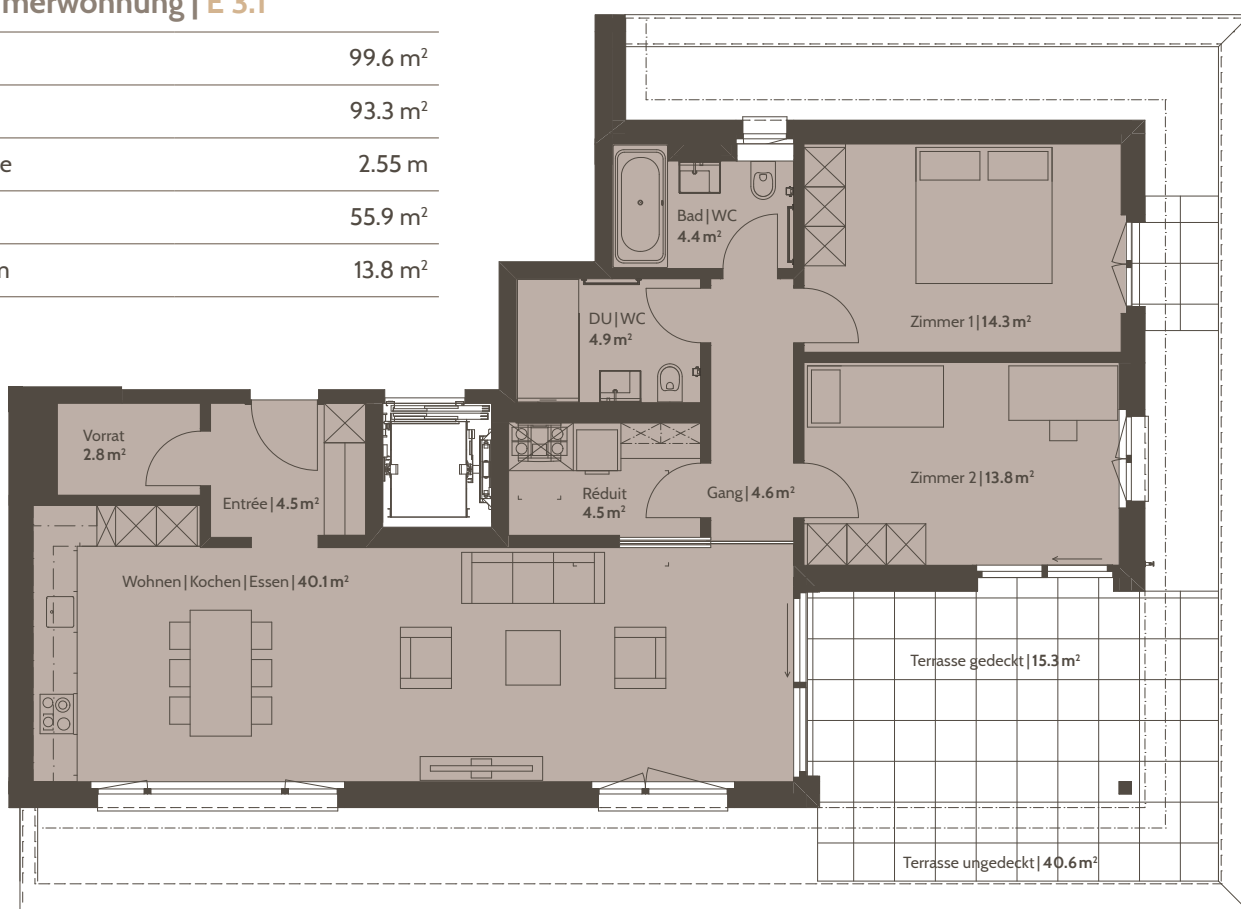 merwohnung | E 3.1
99.6 m²
93.3 m²
e 2.55 m
55.9 m²
n 13.8 m²
Bad|WC
4.4 m²
DU|WC
4.9 m²
Zimmer 1|14.3 m²
Vorrat
2.8 m²
Entrée|4.5 m²
Réduit
4.5 m²
Gang|4.6 m²
Zimmer 2|13.8 m²
Wohnen|Kochen|Essen|40.1 m²
Terrasse gedeckt|15.3 m²
Terrasse ungedeckt|40.6 m²